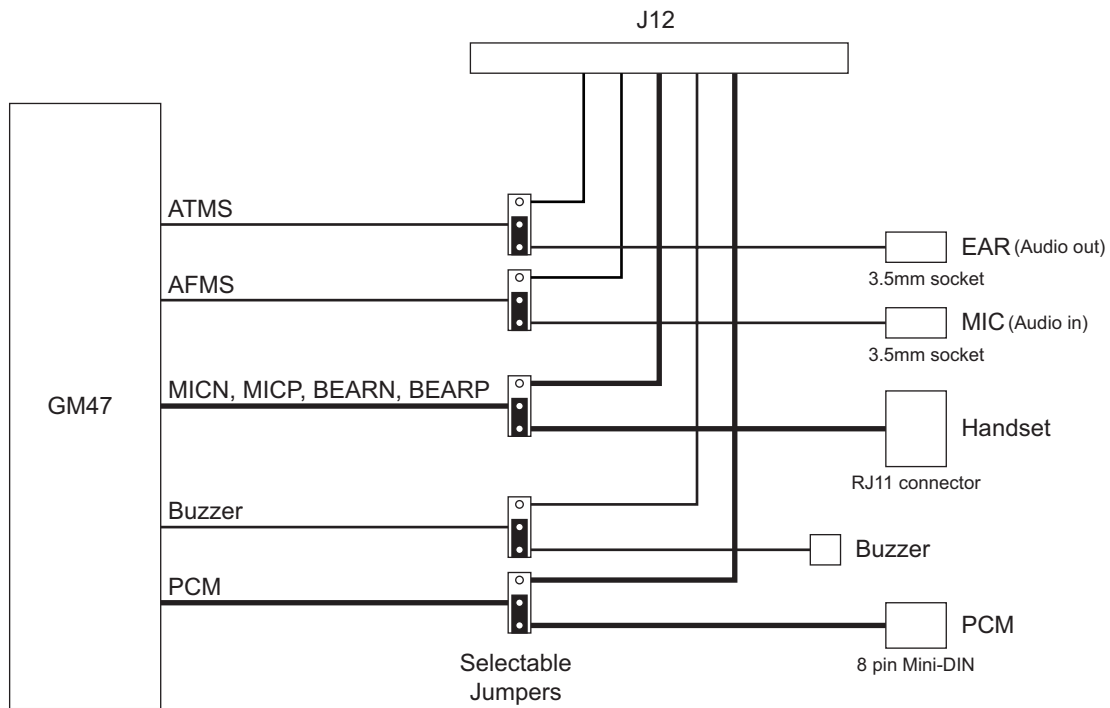 J12
ATMS
EAR (Audio out)
3.5mm socket
AFMS
MIC (Audio in)
3.5mm socket
GM47
MICN, MICP, BEARN, BEARP
Handset
RJ11 connector
Buzzer
Buzzer
PCM
PCM
8 pin Mini-DIN
Selectable
Jumpers